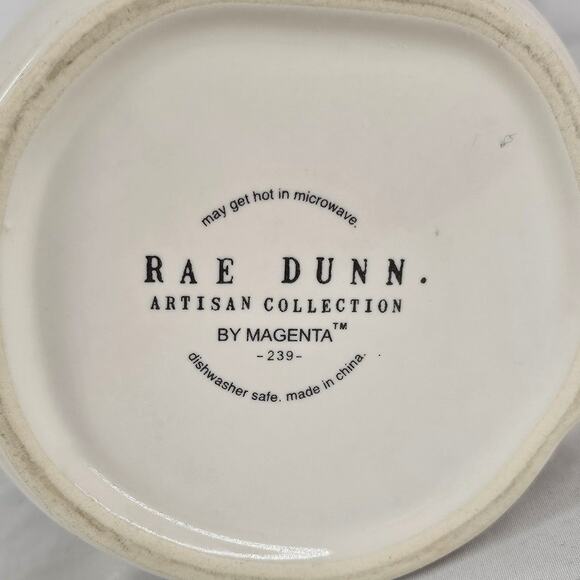 may get hot in microwave.
RAE DUNN.
ARTISAN COLLECTION
BY MAGENTA™
-239-
dishwasher safe. made in china.